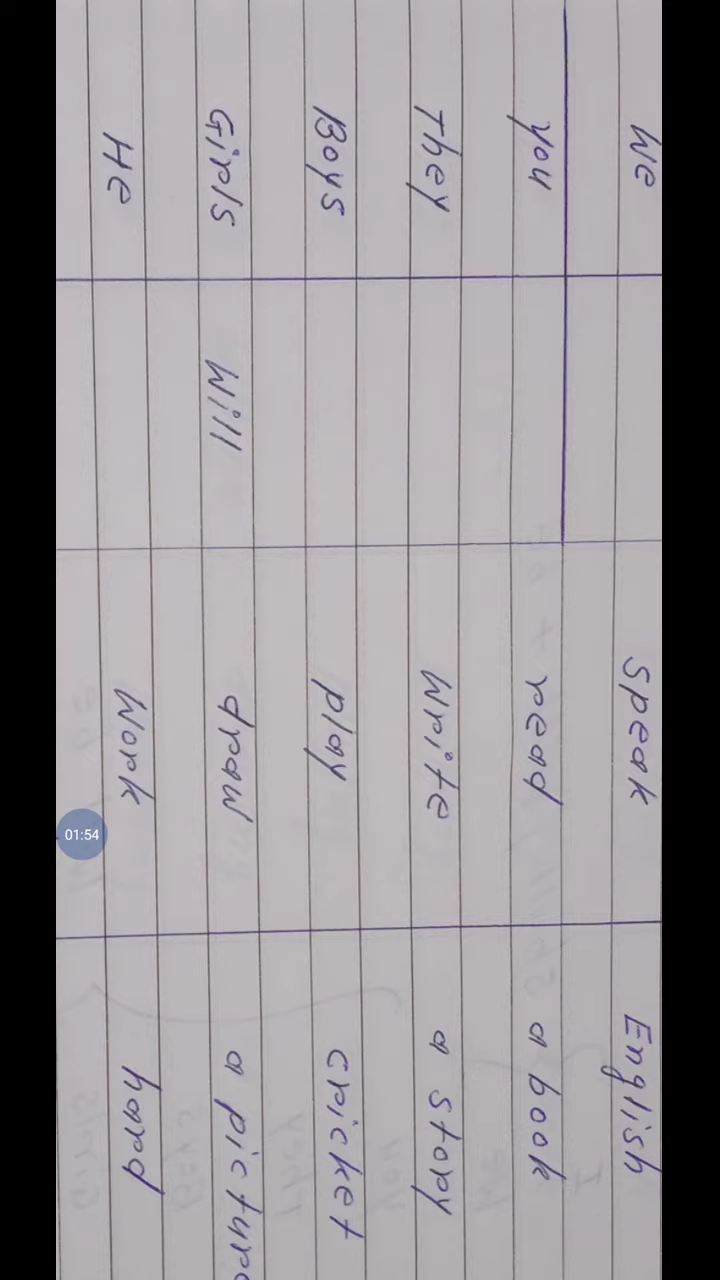 We speak English
you read a book
They write a story
Boys play cricket
Girls will draw a picture
He work hard
01:54